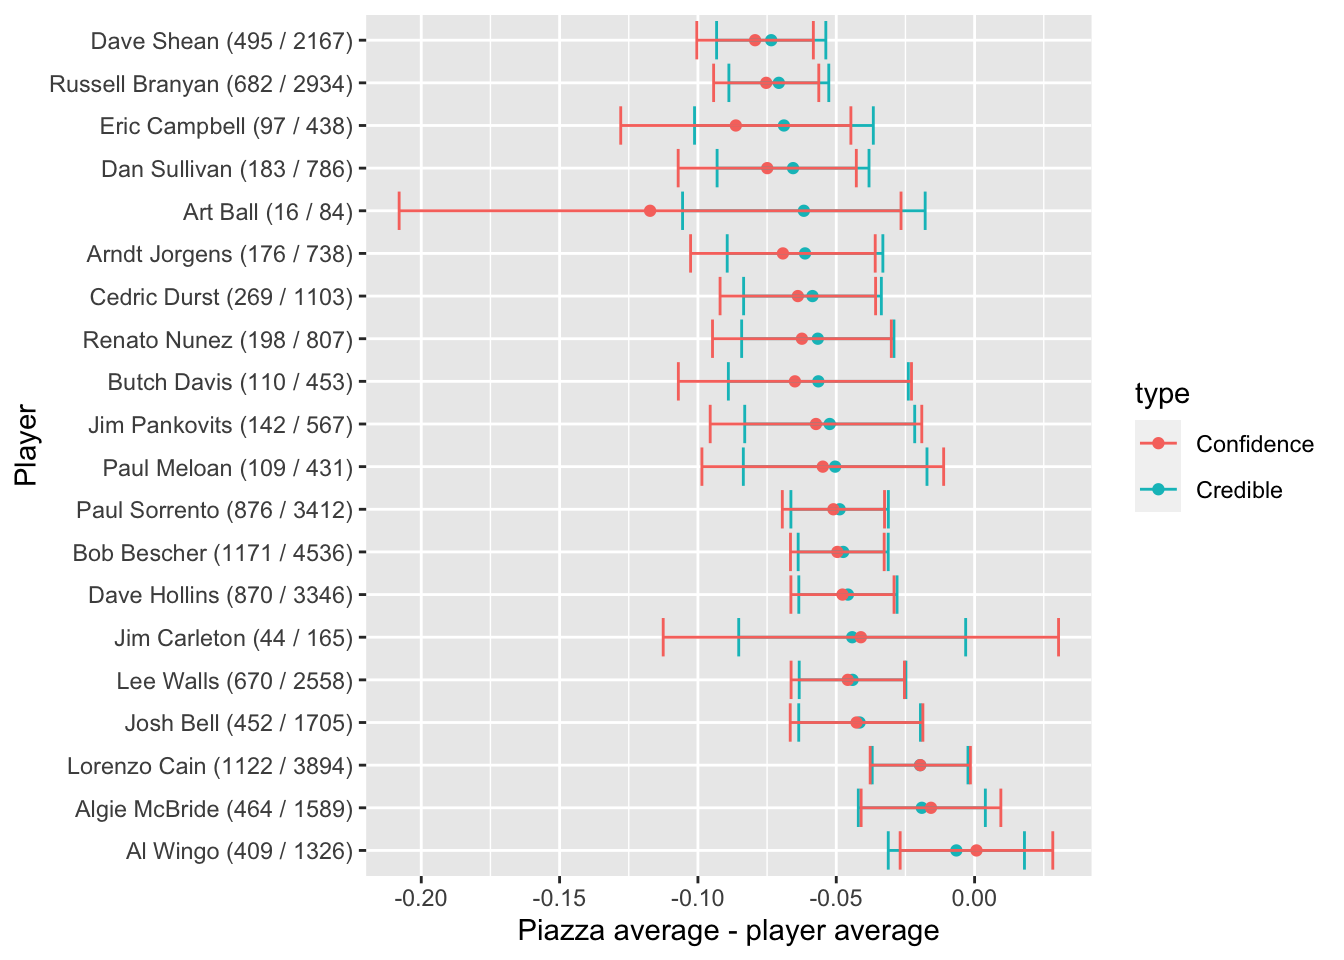 Dave Shean (495 / 2167)
Russell Branyan (682 / 2934)
Eric Campbell (97 / 438)
Dan Sullivan (183 / 786)
Art Ball (16 / 84)
Arndt Jorgens (176 / 738)
Cedric Durst (269 / 1103)
Renato Nunez (198 / 807)
Butch Davis (110 / 453)
Jim Pankovits (142 / 567)
Paul Meloan (109 / 431)
Paul Sorrento (876 / 3412)
Bob Bescher (1171 / 4536)
Dave Hollins (870 / 3346)
Jim Carleton (44 / 165)
Lee Walls (670 / 2558)
Josh Bell (452 / 1705)
Lorenzo Cain (1122 / 3894)
Algie McBride (464 / 1589)
Al Wingo (409 / 1326)
Player
-0.20 -0.15 -0.10 -0.05 0.00
Piazza average - player average
type
Confidence
Credible